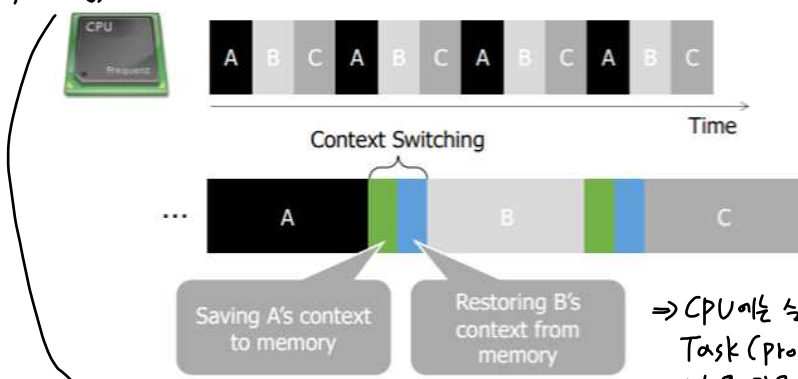 CPU
Frequenz
A B C A B C A B C A B C
Time
Context Switching
... A B C
Saving A's context
to memory
Restoring B's
context from
memory
⇒ CPU에는
Task (pro